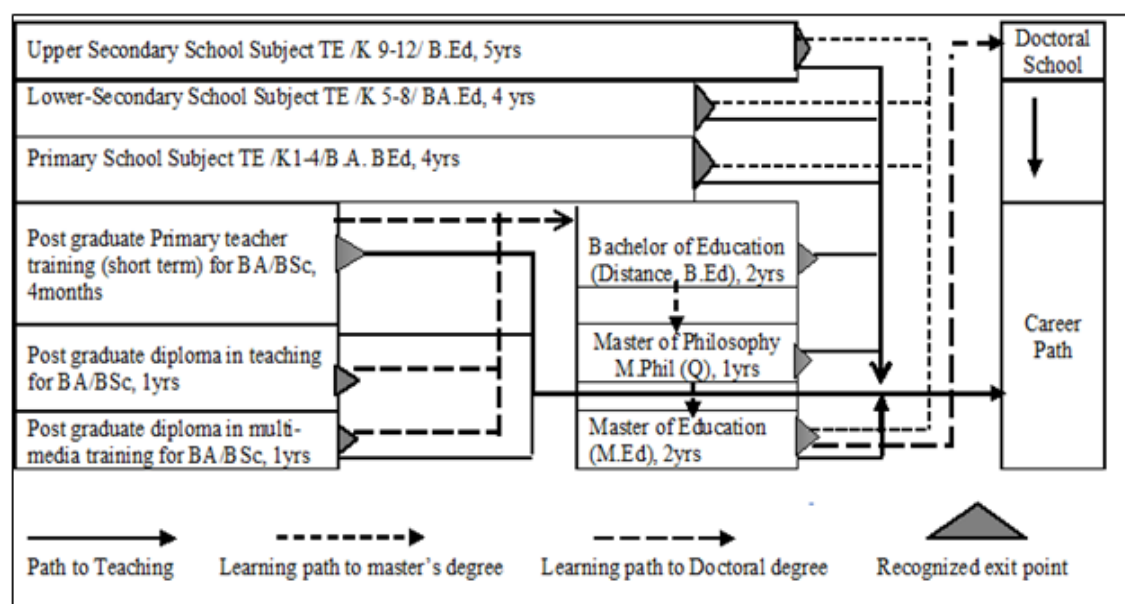 Upper Secondary School Subject TE /K 9-12/ B.Ed, 5yrs
Lower-Secondary School Subject TE /K 5-8/ BA.Ed, 4 yrs
Primary School Subject TE /K1-4/B.A. BEd, 4yrs
Post graduate Primary teacher
training (short term) for BA/BSc,
4months
Post graduate diploma in teaching
for BA/BSc, 1yrs
Post graduate diploma in multi-
media training for BA/BSc, 1yrs
Bachelor of Education
(Distance, B.Ed), 2yrs
Master of Philosophy
M.Phil (Q), 1yrs
Master of Education
(M.Ed), 2yrs
Doctoral
School
Career
Path
Path to Teaching
Learning path to master's degree
Learning path to Doctoral degree
Recognized exit point